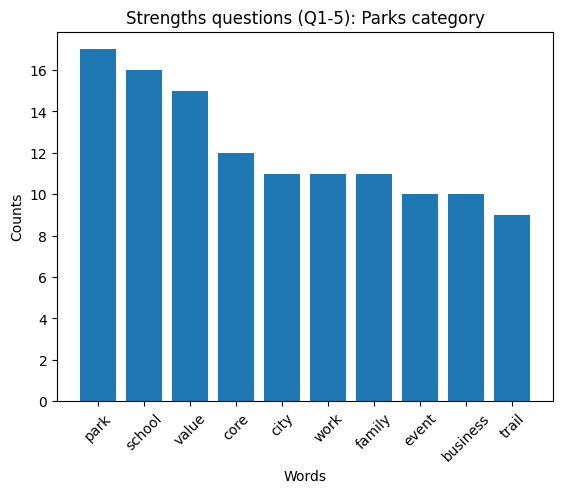 Strengths questions (Q1-5): Parks category
Counts
16
14
12
10
8
6
4
2
0
park
school
value
core
city
work
family
event
business
trail
Words